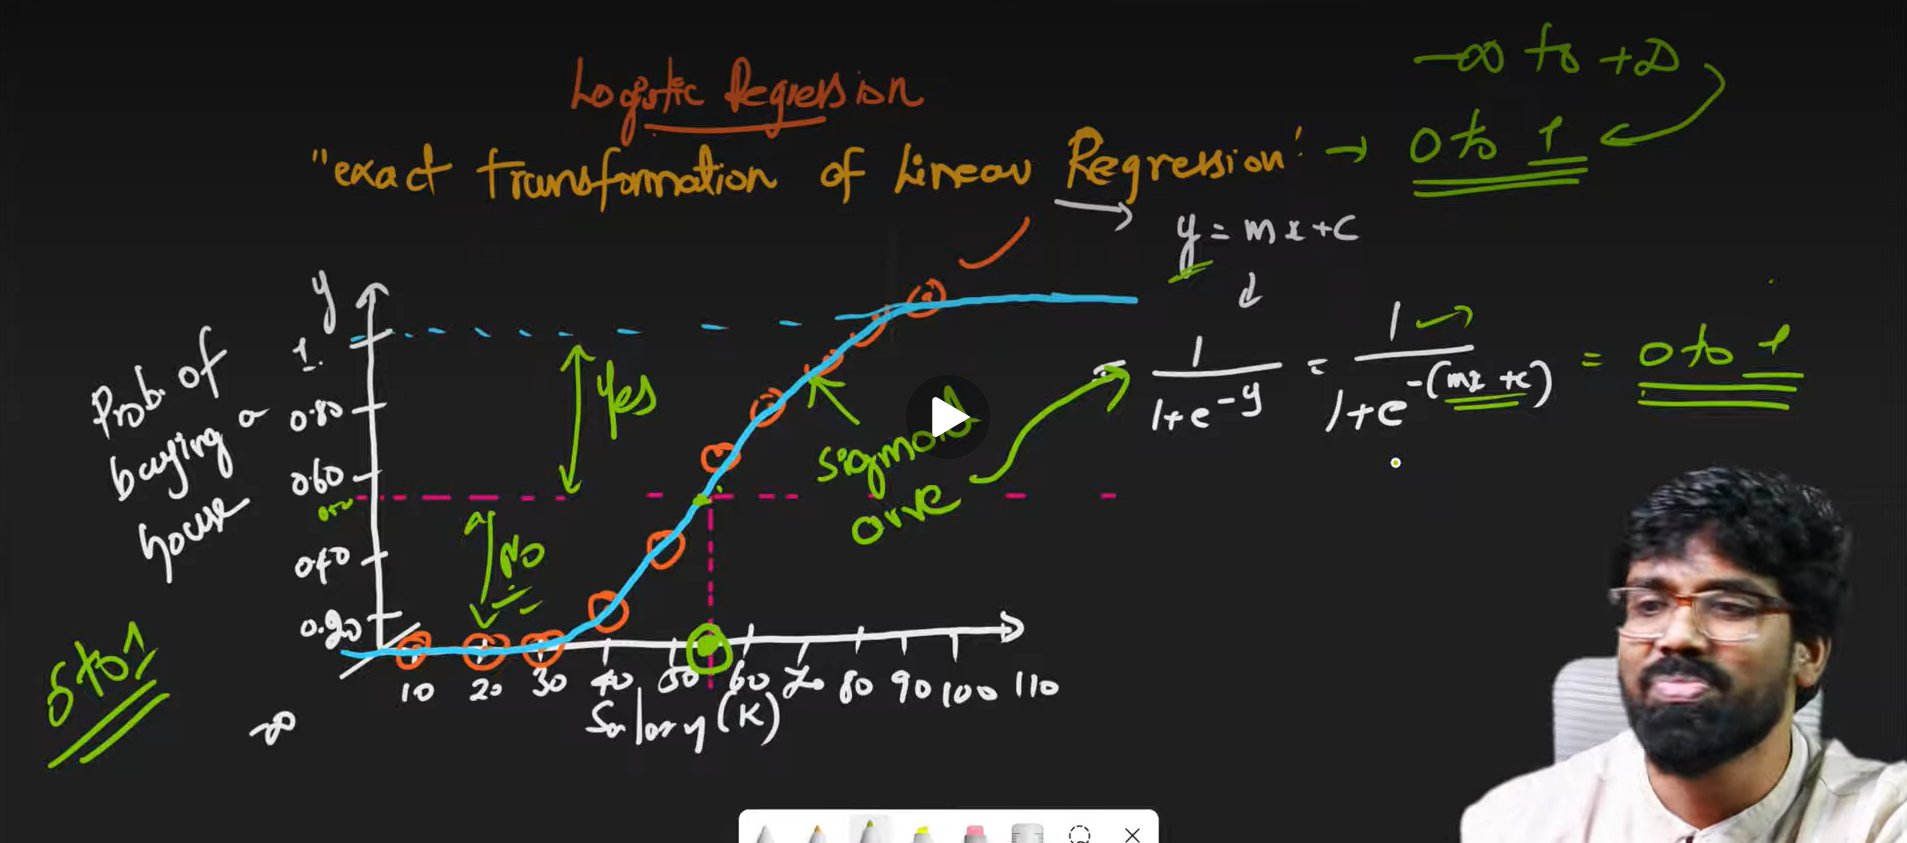 -∞ to +∞
Logistic Regression
"exact transformation of Linear Regression" → 0 to 1
y = mx+c
y
1.
0.80
0.60
0.50
0.40
0.20
Prob. of
buying a
house
Yes
No
sigmoid
curve
1/(1+e^-y) = 1/(1+e^-(mx+c)) = 0 to 1
0 to 1
-∞
10 20 30 40 50 60 70 80 90 100 110
Salary (K)